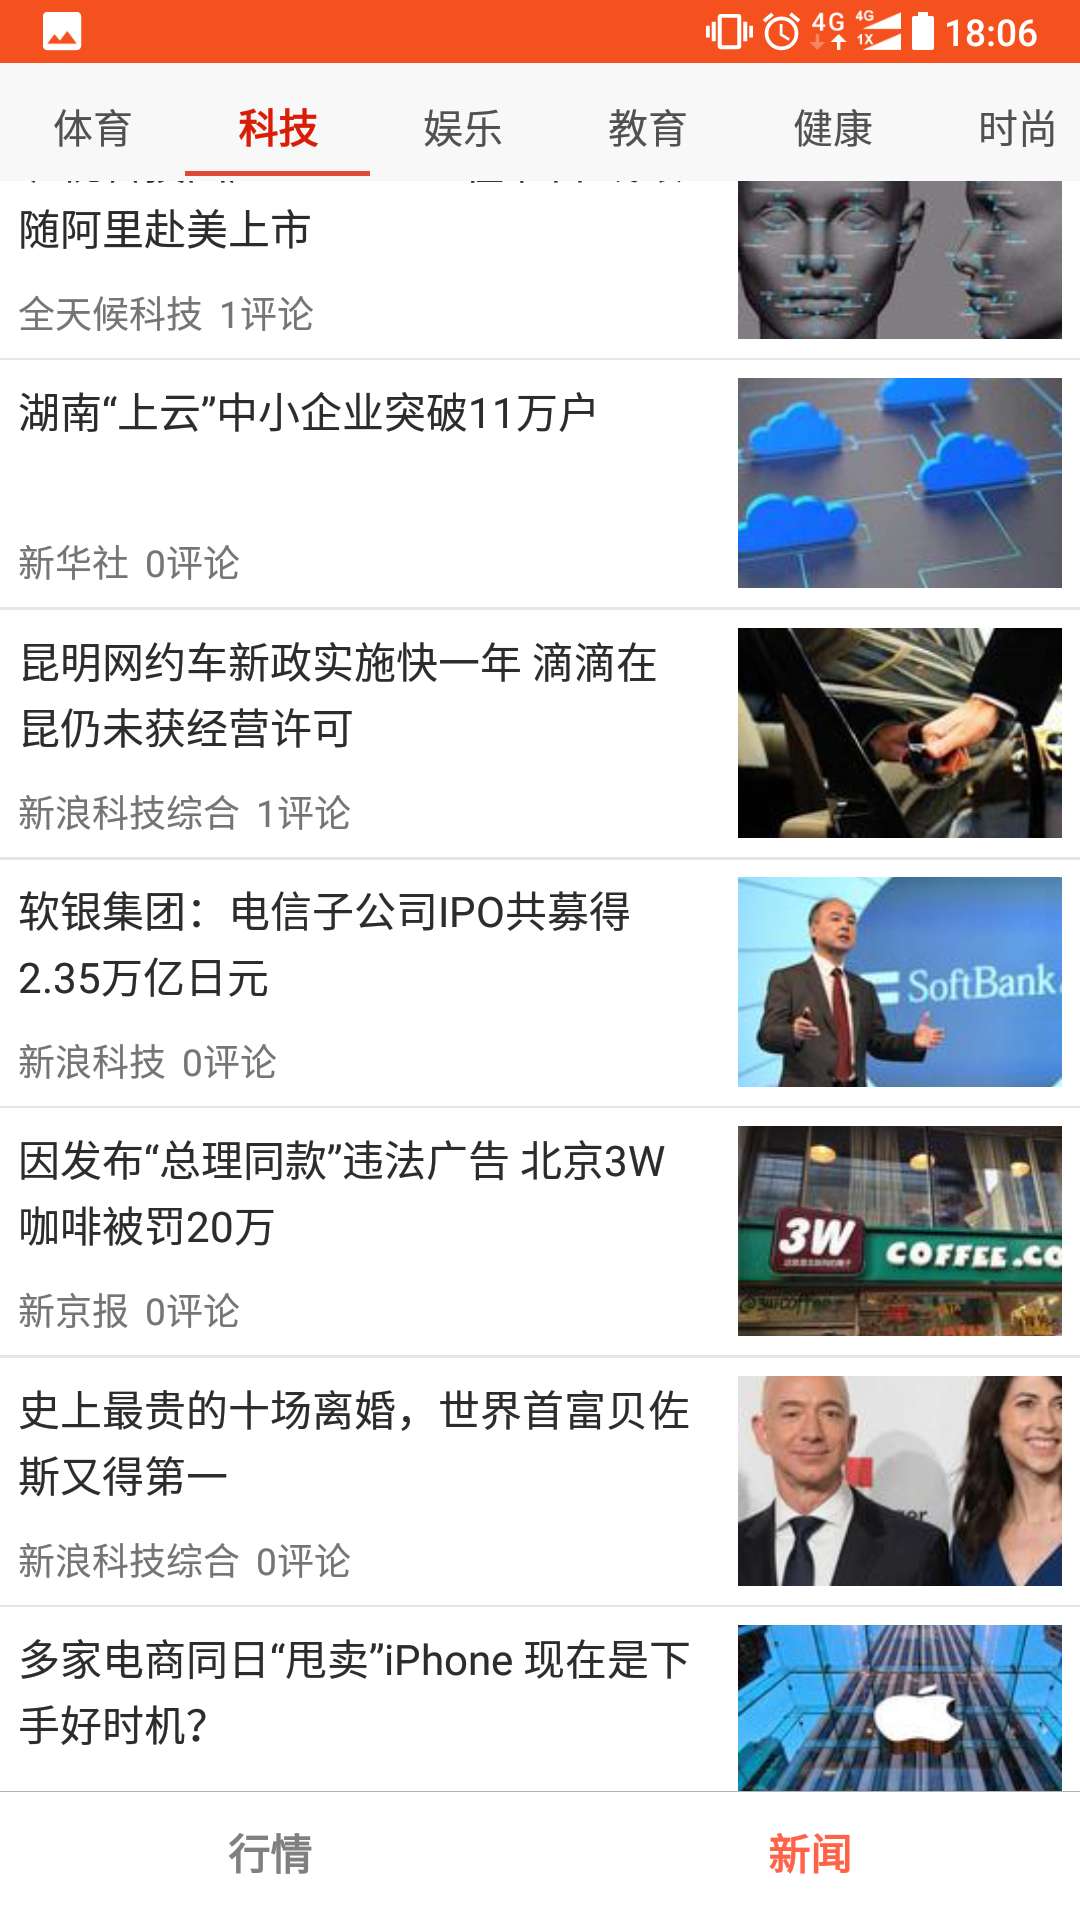 4G 4G 1X 18:06
体育 科技 娱乐 教育 健康 时尚
随阿里赴美上市
全天候科技 1评论
湖南“上云”中小企业突破11万户
新华社 0评论
昆明网约车新政实施快一年 滴滴在
昆仍未获经营许可
新浪科技综合 1评论
软银集团：电信子公司IPO共募得
2.35万亿日元
新浪科技 0评论
SoftBank
因发布“总理同款”违法广告 北京3W
咖啡被罚20万
新京报 0评论
3W COFFEE.CO
史上最贵的十场离婚，世界首富贝佐
斯又得第一
新浪科技综合 0评论
多家电商同日“甩卖”iPhone 现在是下
手好时机？
行情 新闻